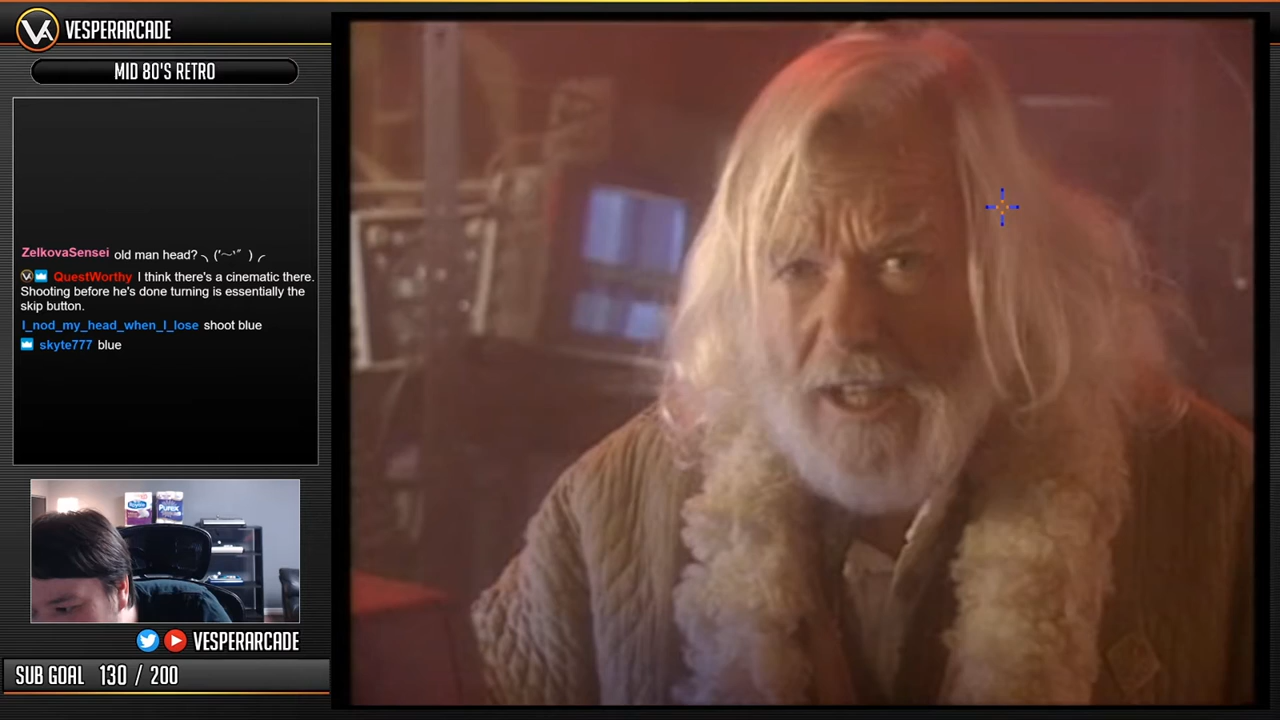 VESPERARCADE
MID 80'S RETRO
ZelkovaSensei old man head? ╮(′～‵〞)╭
QuestWorthy I think there's a cinematic there.
Shooting before he's done turning is essentially the
skip button.
I_nod_my_head_when_I_lose shoot blue
skyte777 blue
PUREX
VESPERARCADE
SUB GOAL 130 / 200